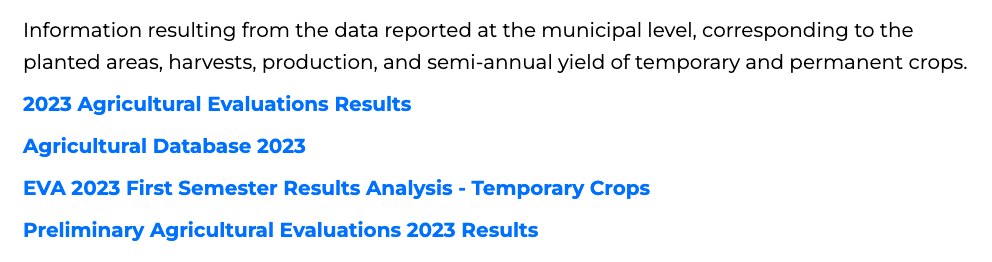 Information resulting from the data reported at the municipal level, corresponding to the
planted areas, harvests, production, and semi-annual yield of temporary and permanent crops.
2023 Agricultural Evaluations Results
Agricultural Database 2023
EVA 2023 First Semester Results Analysis - Temporary Crops
Preliminary Agricultural Evaluations 2023 Results